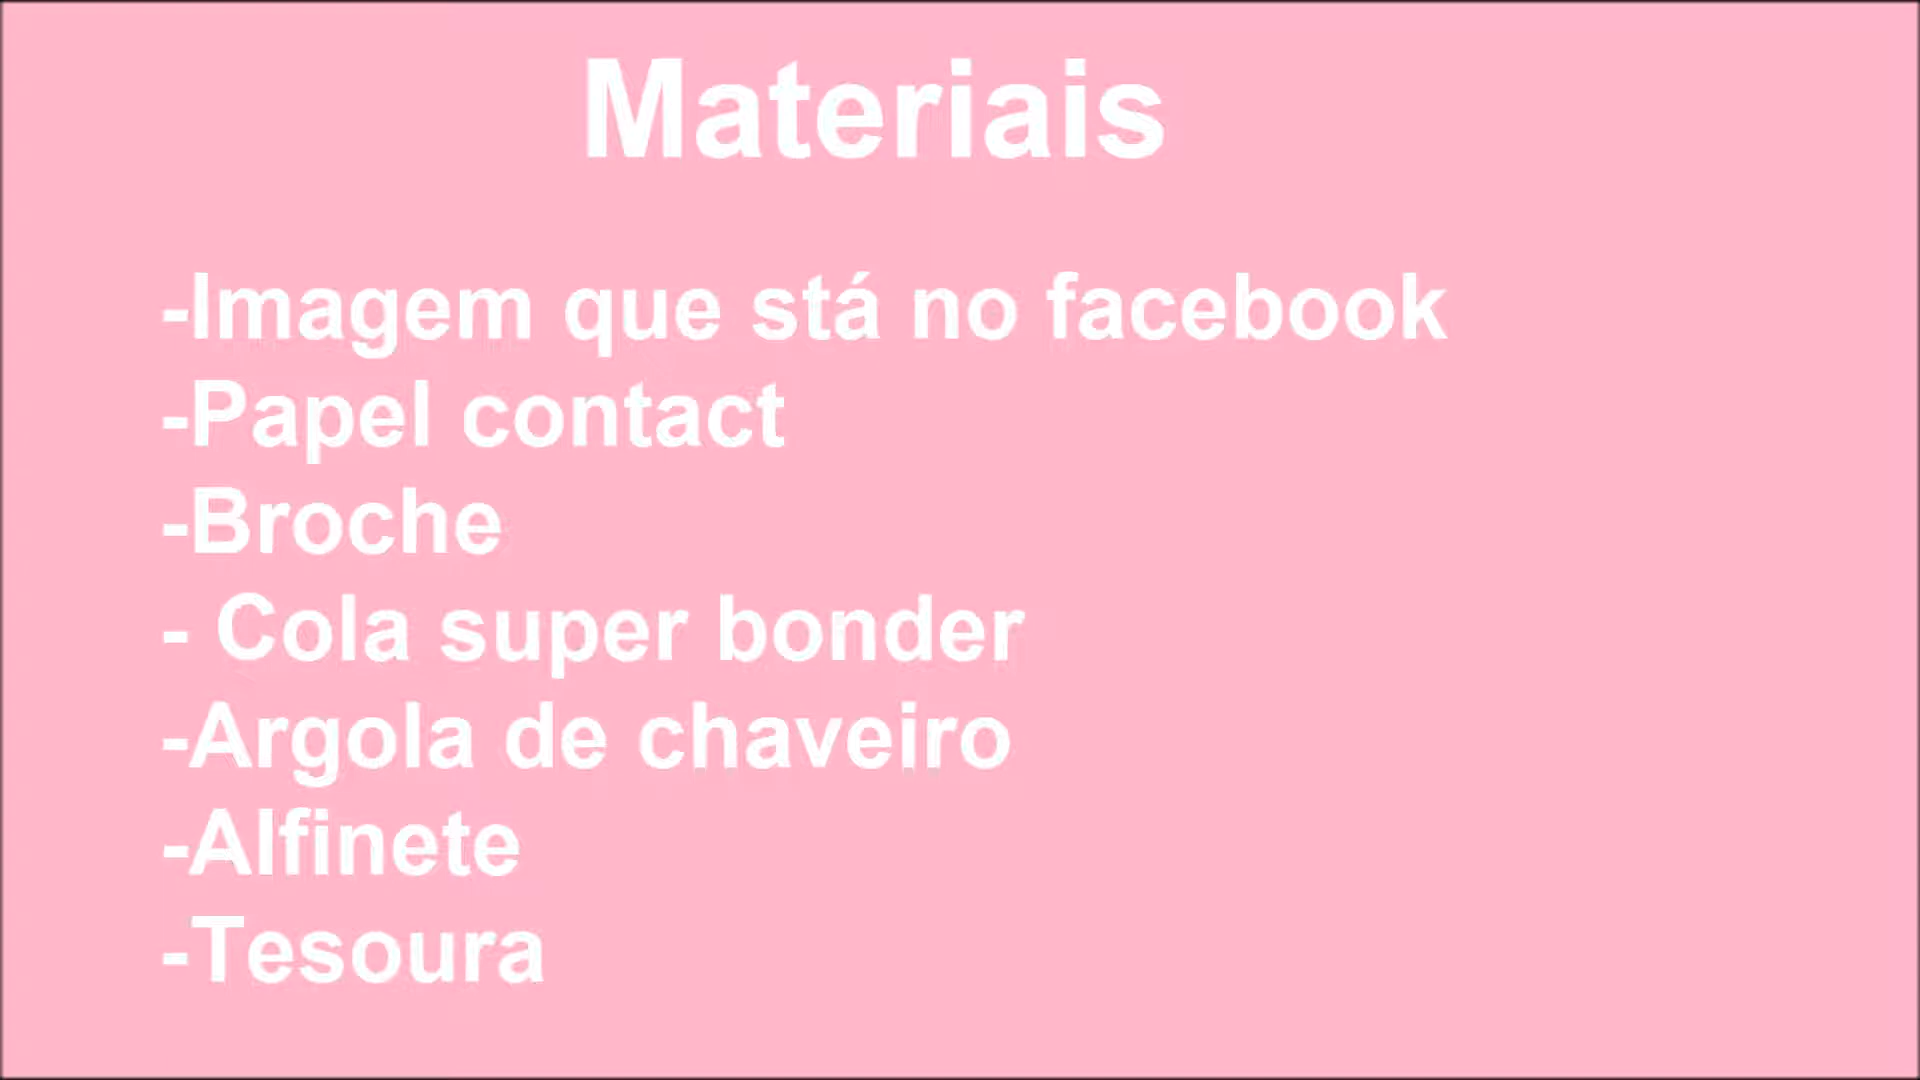 Materiais
-Imagem que stá no facebook
-Papel contact
-Broche
- Cola super bonder
-Argola de chaveiro
-Alfinete
-Tesoura